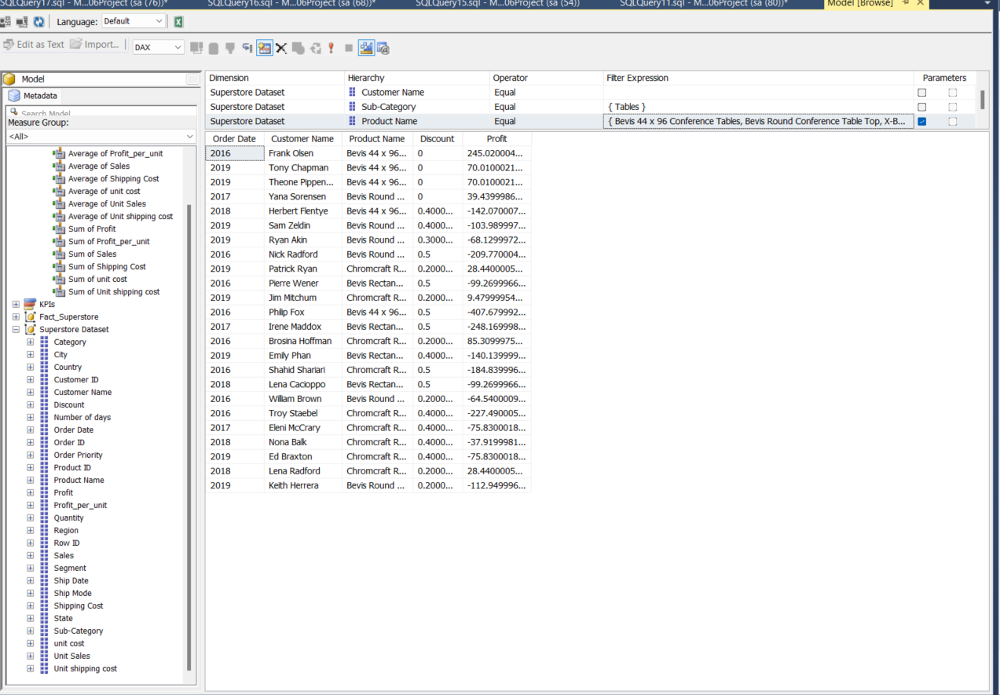 SQLQuery17.sql - M...06Project (sa (76))* SQLQuery16.sql - M...06Project (sa (68))* SQLQuery15.sql - M...06Project (sa (54)) SQLQuery11.sql - M...06Project (sa (80))* Model [Browse]
Language: Default
Edit as Text Import... DAX
Model
Metadata
Search Model
Measure Group:
<All>
Average of Profit_per_unit
Average of Sales
Average of Shipping Cost
Average of unit cost
Average of Unit Sales
Average of Unit shipping cost
Sum of Profit
Sum of Profit_per_unit
Sum of Sales
Sum of Shipping Cost
Sum of unit cost
Sum of Unit shipping cost
KPIs
Fact_Superstore
Superstore Dataset
Category
City
Country
Customer ID
Customer Name
Discount
Number of days
Order Date
Order ID
Order Priority
Product ID
Product Name
Profit
Profit_per_unit
Quantity
Region
Row ID
Sales
Segment
Ship Date
Ship Mode
Shipping Cost
State
Sub-Category
unit cost
Unit Sales
Unit shipping cost
Dimension Hierarchy Operator Filter Expression Parameters
Superstore Dataset Customer Name Equal
Superstore Dataset Sub-Category Equal { Tables }
Superstore Dataset Product Name Equal { Bevis 44 x 96 Conference Tables, Bevis Round Conference Table Top, X-B...
Order Date Customer Name Product Name Discount Profit
2016 Frank Olsen Bevis 44 x 96... 0 245.020004...
2019 Tony Chapman Bevis 44 x 96... 0 70.0100021...
2019 Theone Pippen... Bevis 44 x 96... 0 70.0100021...
2017 Yana Sorensen Bevis Round ... 0 39.4399986...
2018 Herbert Flentye Bevis 44 x 96... 0.4000... -142.070007...
2019 Sam Zeldin Bevis Round ... 0.4000... -103.989997...
2019 Ryan Akin Bevis Round ... 0.3000... -68.1299972...
2016 Nick Radford Bevis Round ... 0.5 -209.770004...
2019 Patrick Ryan Chromcraft R... 0.2000... 28.4400005...
2016 Pierre Wener Bevis Rectan... 0.5 -99.2699966...
2019 Jim Mitchum Chromcraft R... 0.2000... 9.47999954...
2016 Philip Fox Bevis 44 x 96... 0.5 -407.679992...
2017 Irene Maddox Bevis Rectan... 0.5 -248.169998...
2016 Brosina Hoffman Chromcraft R... 0.2000... 85.3099975...
2019 Emily Phan Bevis Rectan... 0.4000... -140.139999...
2016 Shahid Shariari Chromcraft R... 0.5 -184.839996...
2018 Lena Cacioppo Bevis Rectan... 0.5 -99.2699966...
2016 William Brown Bevis Round ... 0.2000... -64.5400009...
2016 Troy Staebel Chromcraft R... 0.4000... -227.490005...
2017 Eleni McCrary Chromcraft R... 0.4000... -75.8300018...
2018 Nona Balk Chromcraft R... 0.4000... -37.9199981...
2019 Ed Braxton Chromcraft R... 0.4000... -75.8300018...
2018 Lena Radford Chromcraft R... 0.2000... 28.4400005...
2019 Keith Herrera Bevis Round ... 0.2000... -112.949996...